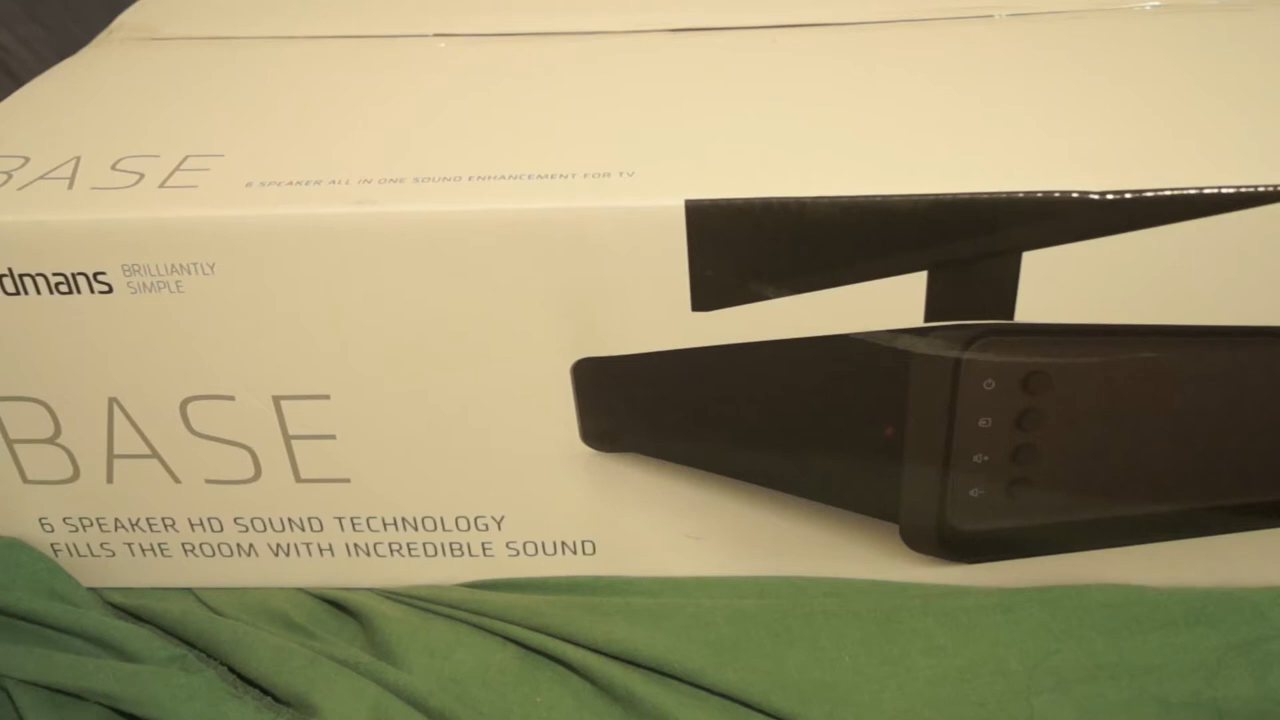 BASE 6 SPEAKER ALL IN ONE SOUND ENHANCEMENT FOR TV
dmans BRILLIANTLY
SIMPLE
BASE
6 SPEAKER HD SOUND TECHNOLOGY
FILLS THE ROOM WITH INCREDIBLE SOUND